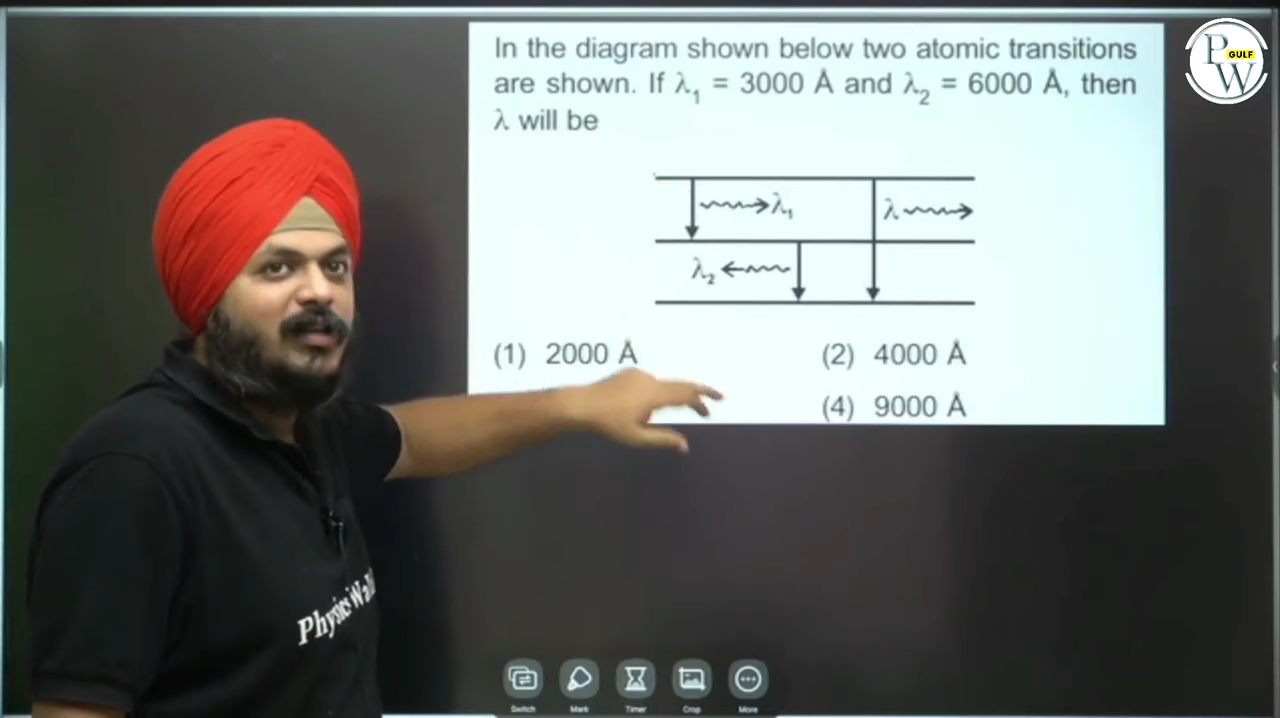 P
W
GULF
In the diagram shown below two atomic transitions
are shown. If λ₁ = 3000 Å and λ₂ = 6000 Å, then
λ will be
λ₁
λ
λ₂
(1) 2000 Å
(2) 4000 Å
(4) 9000 Å
Physics Wal
Switch
Mark
Timer
Crop
More